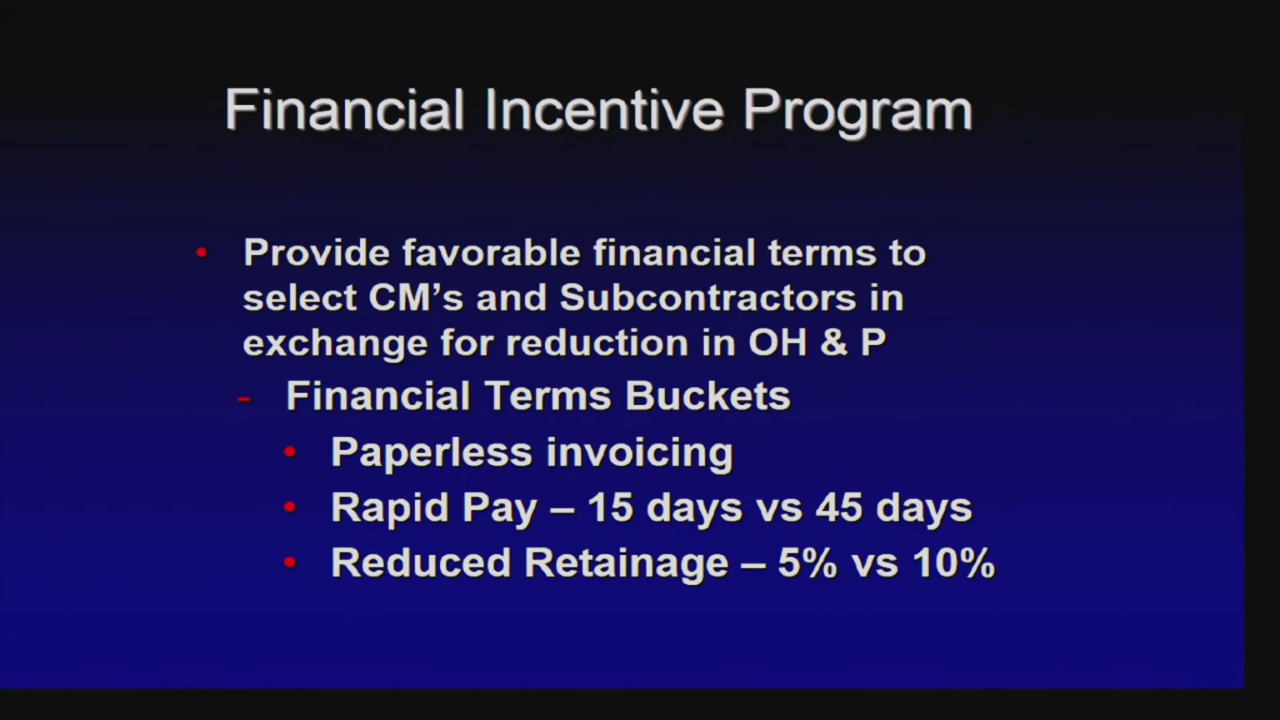 Financial Incentive Program
• Provide favorable financial terms to
select CM's and Subcontractors in
exchange for reduction in OH & P
- Financial Terms Buckets
• Paperless invoicing
• Rapid Pay – 15 days vs 45 days
• Reduced Retainage – 5% vs 10%